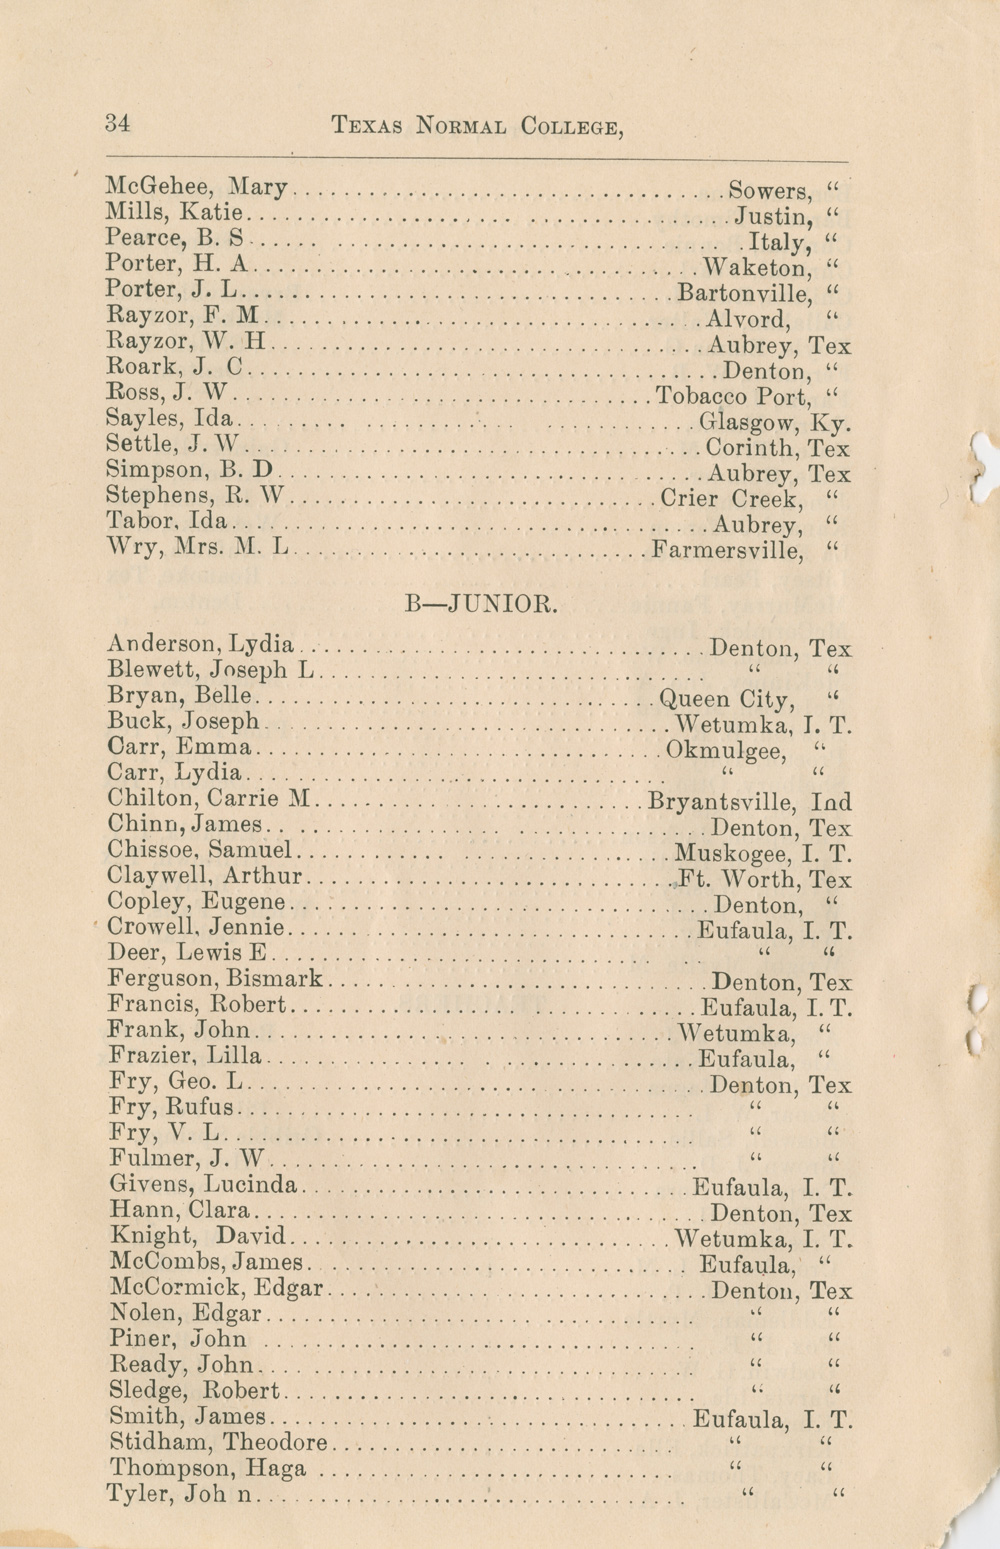 34 TEXAS NORMAL COLLEGE,
McGehee, Mary........Sowers, "
Mills, Katie........Justin, "
Pearce, B. S........Italy, "
Porter, H. A........Waketon, "
Porter, J. L........Bartonville, "
Rayzor, F. M........Alvord, "
Rayzor, W. H........Aubrey, Tex
Roark, J. C........Denton, "
Ross, J. W........Tobacco Port, "
Sayles, Ida........Glasgow, Ky.
Settle, J. W........Corinth, Tex
Simpson, B. D........Aubrey, Tex
Stephens, R. W........Crier Creek, "
Tabor, Ida........Aubrey, "
Wry, Mrs. M. L........Farmersville, "
B—JUNIOR.
Anderson, Lydia........Denton, Tex
Blewett, Joseph L........" "
Bryan, Belle........Queen City, "
Buck, Joseph........Wetumka, I. T.
Carr, Emma........Okmulgee, "
Carr, Lydia........" "
Chilton, Carrie M........Bryantsville, Ind
Chinn, James........Denton, Tex
Chissoe, Samuel........Muskogee, I. T.
Claywell, Arthur........Ft. Worth, Tex
Copley, Eugene........Denton, "
Crowell, Jennie........Eufaula, I. T.
Deer, Lewis E........" "
Ferguson, Bismark........Denton, Tex
Francis, Robert........Eufaula, I. T.
Frank, John........Wetumka, "
Frazier, Lilla........Eufaula, "
Fry, Geo. L........Denton, Tex
Fry, Rufus........" "
Fry, V. L........" "
Fulmer, J. W........" "
Givens, Lucinda........Eufaula, I. T.
Hann, Clara........Denton, Tex
Knight, David........Wetumka, I. T.
McCombs, James........Eufaula, "
McCormick, Edgar........Denton, Tex
Nolen, Edgar........" "
Piner, John ........" "
Ready, John........" "
Sledge, Robert........" "
Smith, James........Eufaula, I. T.
Stidham, Theodore........" "
Thompson, Haga ........" "
Tyler, Joh n........" "